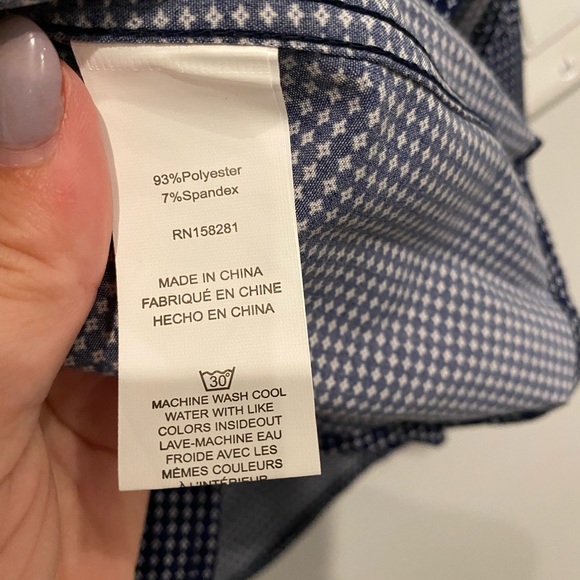 93%Polyester
7%Spandex
RN158281
MADE IN CHINA
FABRIQUÉ EN CHINE
HECHO EN CHINA
30°
MACHINE WASH COOL
WATER WITH LIKE
COLORS INSIDEOUT
LAVE-MACHINE EAU
FROIDE AVEC LES
MÊMES COULEURS
À L'INTÉRIEUR